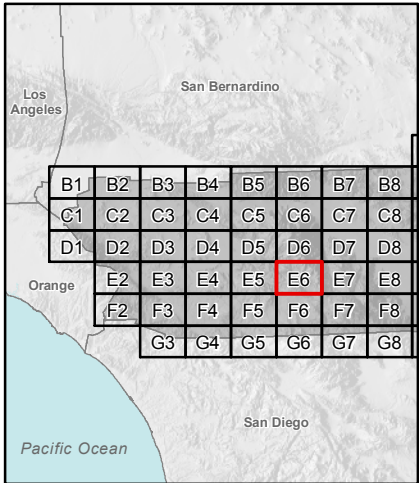 San Bernardino
Los
Angeles
B1 B2 B3 B4 B5 B6 B7 B8
C1 C2 C3 C4 C5 C6 C7 C8
D1 D2 D3 D4 D5 D6 D7 D8
E2 E3 E4 E5 E6 E7 E8
Orange
F2 F3 F4 F5 F6 F7 F8
G3 G4 G5 G6 G7 G8
San Diego
Pacific Ocean